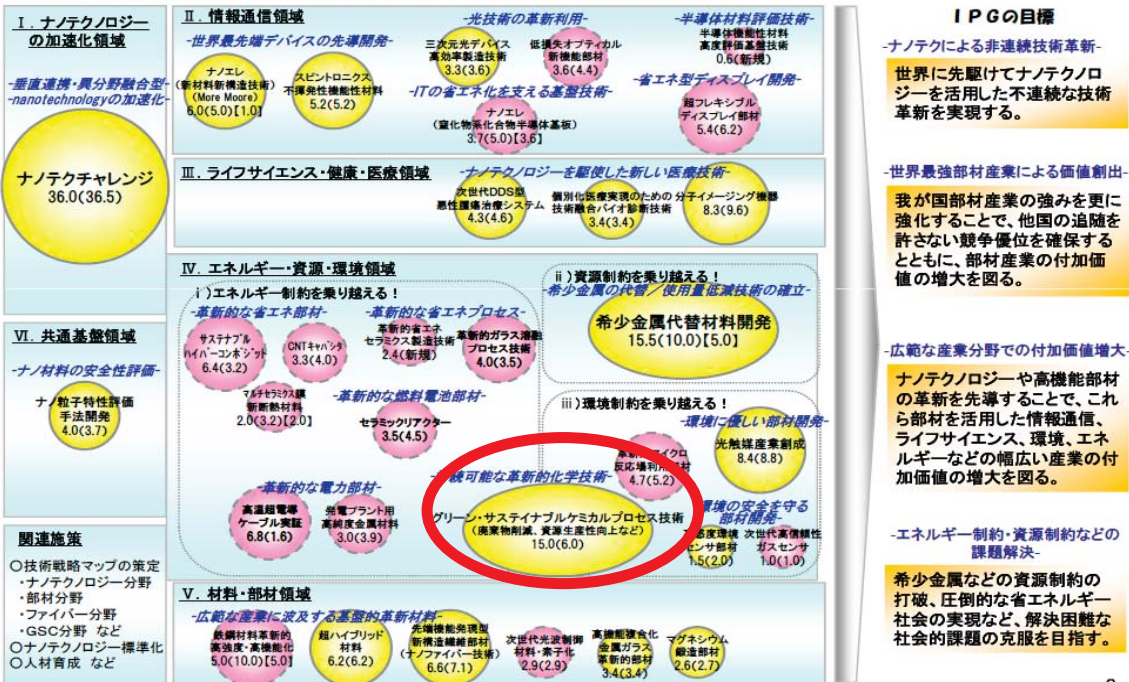 Ⅰ．ナノテクノロジー
の加速化領域
-垂直連携・異分野融合型-
-nanotechnologyの加速化-
ナノテクチャレンジ
36.0(36.5)
Ⅵ．共通基盤領域
-ナノ材料の安全性評価-
ナノ粒子特性評価
手法開発
4.0(3.7)
関連施策
○技術戦略マップの策定
・ナノテクノロジー分野
・部材分野
・ファイバー分野
・GSC分野 など
○ナノテクノロジー標準化
○人材育成 など
Ⅱ．情報通信領域
-世界最先端デバイスの先導開発-
ナノエレ
(新材料新構造技術)
(More Moore)
6.0(5.0)[1.0]
スピントロニクス
不揮発性機能性材料
5.2(5.2)
-光技術の革新利用-
三次元光デバイス
高効率製造技術
3.3(3.6)
低損失オプティカル
新機能部材
3.6(4.4)
-ITの省エネ化を支える基盤技術-
ナノエレ
(窒化物系化合物半導体基板)
3.7(5.0)[3.6]
-半導体材料評価技術-
半導体機能性材料
高度評価基盤技術
0.6(新規)
-省エネ型ディスプレイ開発-
超フレキシブル
ディスプレイ部材
5.4(6.2)
Ⅲ．ライフサイエンス・健康・医療領域
-ナノテクノロジーを駆使した新しい医療技術-
次世代DDS型
悪性腫瘍治療システム
4.3(4.6)
個別化医療実現のための
技術融合バイオ診断技術
3.4(3.4)
分子イメージング機器
8.3(9.6)
Ⅳ．エネルギー・資源・環境領域
ⅰ)エネルギー制約を乗り越える！
-革新的な省エネ部材-
サステナブル
ハイパーコンポジット
6.4(3.2)
CNTキャパシタ
3.3(4.0)
マルチセラミックス膜
新断熱材料
2.0(3.2)[2.0]
-革新的な省エネプロセス-
革新的省エネ
セラミクス製造技術
2.4(新規)
革新的ガラス溶融
プロセス技術
4.0(3.5)
-革新的な燃料電池部材-
セラミックリアクター
3.5(4.5)
-革新的な電力部材-
高温超電導
ケーブル実証
6.8(1.6)
発電プラント用
高純度金属材料
3.0(3.9)
ⅱ)資源制約を乗り越える！
-希少金属の代替／使用量低減技術の確立-
希少金属代替材料開発
15.5(10.0)[5.0]
ⅲ)環境制約を乗り越える！
-環境に優しい部材開発-
光触媒産業創成
8.4(8.8)
反応場利用部材
4.7(5.2)
続可能な革新的化学技術-
グリーン・サステイナブルケミカルプロセス技術
(廃棄物削減、資源生産性向上など)
15.0(6.0)
環境の安全を守る
部材開発-
感度環境
センサ部材
1.5(2.0)
次世代高信頼性
ガスセンサ
1.0(1.0)
Ⅴ．材料・部材領域
-広範な産業に波及する基盤的革新材料-
鉄鋼材料革新的
高強度・高機能化
5.0(10.0)[5.0]
超ハイブリッド
材料
6.2(6.2)
先端機能発現型
新構造繊維部材
(ナノファイバー技術)
6.6(7.1)
次世代光波制御
材料・素子化
2.9(2.9)
高機能複合化
金属ガラス
革新的部材
3.4(3.4)
マグネシウム
鍛造部材
2.6(2.7)
ＩＰＧの目標
-ナノテクによる非連続技術革新-
世界に先駆けてナノテクノロ
ジーを活用した不連続な技術
革新を実現する。
-世界最強部材産業による価値創出-
我が国部材産業の強みを更に
強化することで、他国の追随を
許さない競争優位を確保する
とともに、部材産業の付加価
値の増大を図る。
-広範な産業分野での付加価値増大-
ナノテクノロジーや高機能部材
の革新を先導することで、これ
ら部材を活用した情報通信、
ライフサイエンス、環境、エネ
ルギーなどの幅広い産業の付
加価値の増大を図る。
-エネルギー制約・資源制約などの
課題解決-
希少金属などの資源制約の
打破、圧倒的な省エネルギー
社会の実現など、解決困難な
社会的課題の克服を目指す。